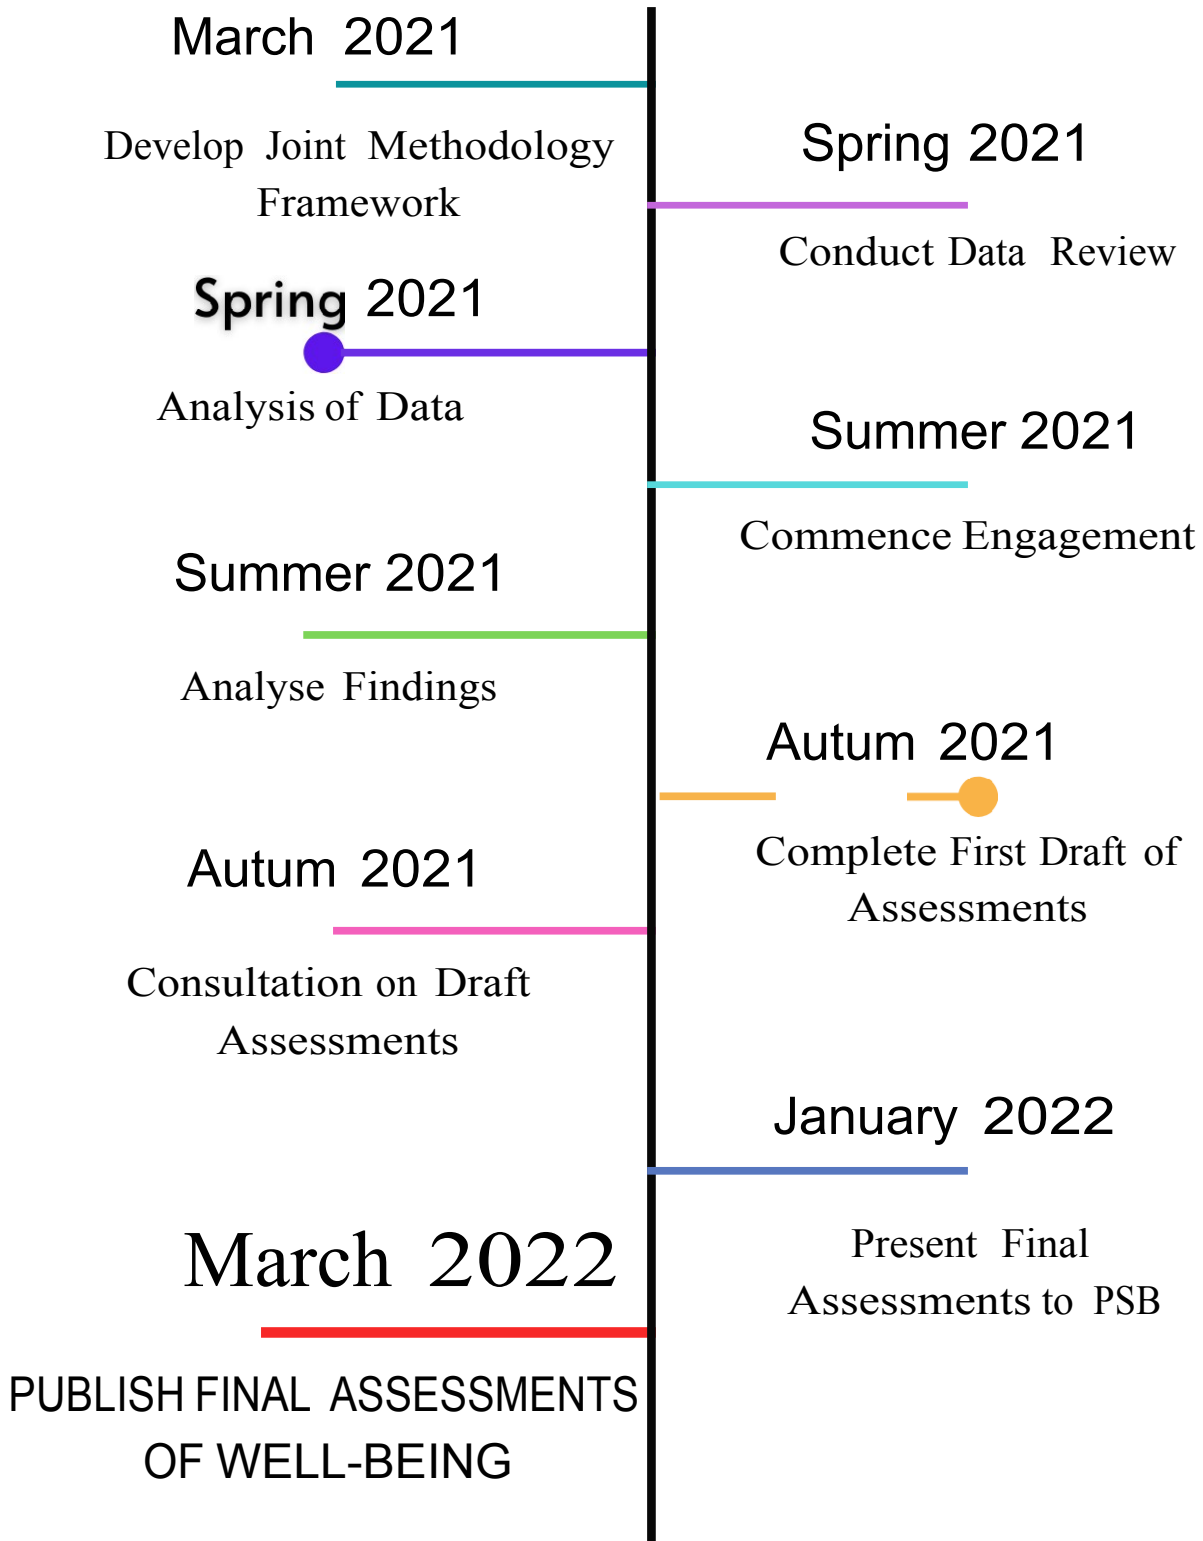 March 2021
Develop Joint Methodology
Framework
Spring 2021
Conduct Data Review
Spring 2021
Analysis of Data
Summer 2021
Commence Engagement
Summer 2021
Analyse Findings
Autum 2021
Complete First Draft of
Assessments
Autum 2021
Consultation on Draft
Assessments
January 2022
Present Final
Assessments to PSB
March 2022
PUBLISH FINAL ASSESSMENTS
OF WELL-BEING